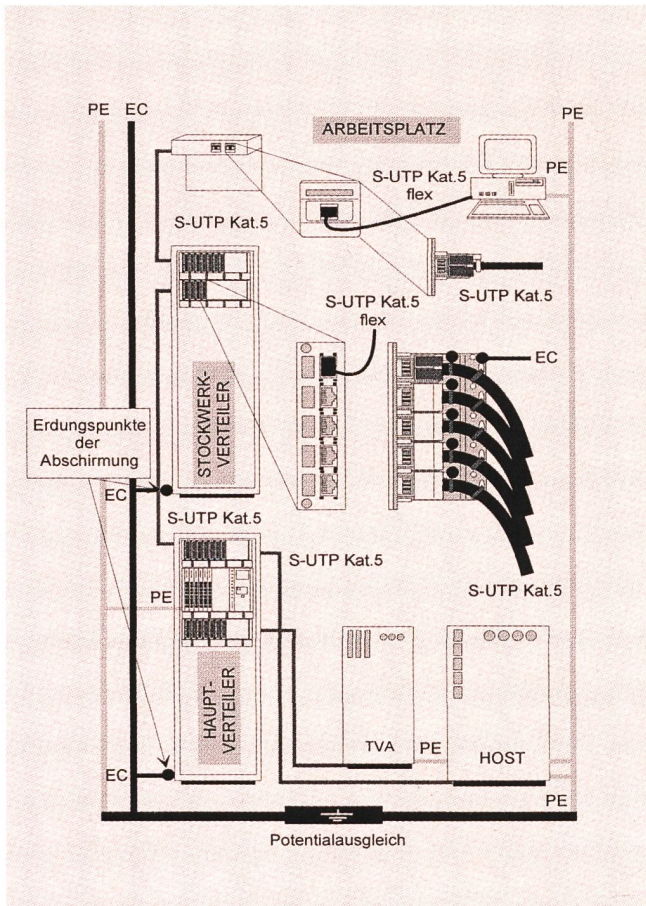 PE EC
PE
ARBEITSPLATZ
PE
S-UTP Kat.5
flex
S-UTP Kat.5
S-UTP Kat.5
S-UTP Kat.5
flex
EC
STOCKWERK-
VERTEILER
Erdungspunkte
der
Abschirmung
EC
S-UTP Kat.5
S-UTP Kat.5
S-UTP Kat.5
PE
HAUPT-
VERTEILER
TVA
PE
HOST
EC
PE
Potentialausgleich